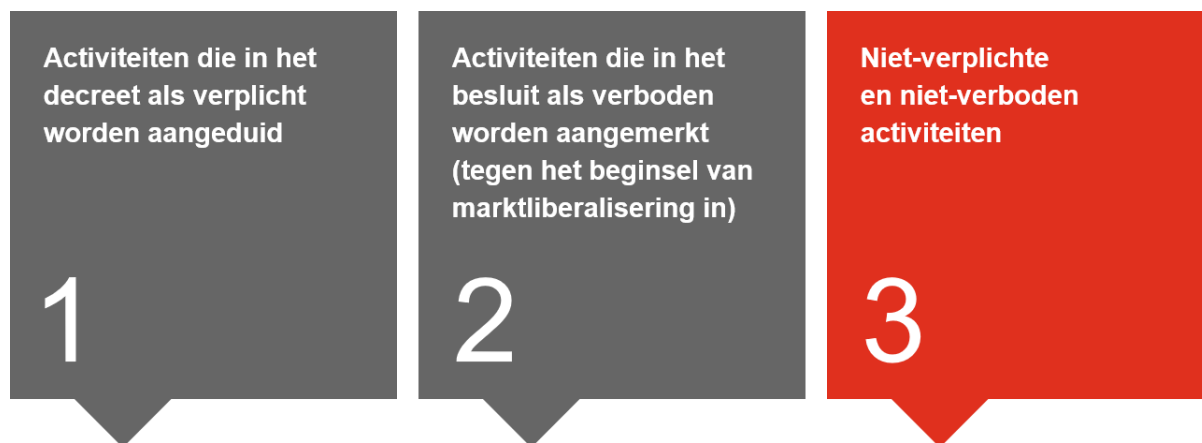 Activiteiten die in het
decreet als verplicht
worden aangeduid
1
Activiteiten die in het
besluit als verboden
worden aangemerkt
(tegen het beginsel van
marktliberalisering in)
2
Niet-verplichte
en niet-verboden
activiteiten
3